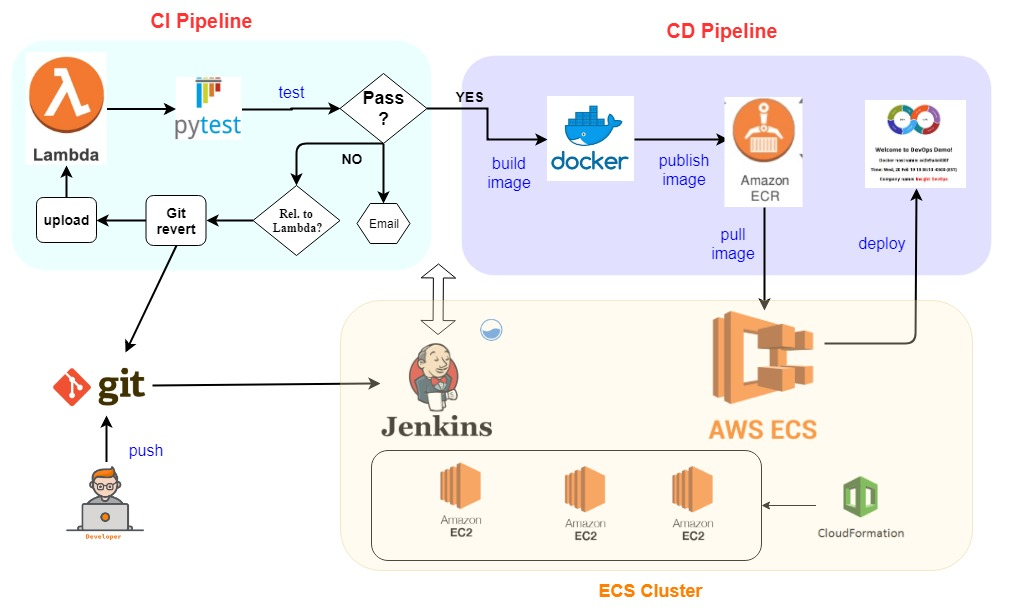 CI Pipeline
CD Pipeline
Lambda
pytest
test
Pass
?
YES
NO
build
image
docker
publish
image
Amazon
ECR
Welcome to DevOps Demo!
upload
Git
revert
Rel. to
Lambda?
Email
pull
image
deploy
git
push
Developer
Jenkins
AWS ECS
Amazon
EC2
Amazon
EC2
Amazon
EC2
CloudFormation
ECS Cluster